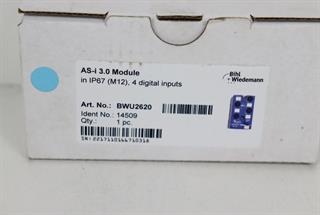 AS-i 3.0 Module
in IP67 (M12), 4 digital inputs
Bihl
Wiedemann
Art. No.: BWU2620
Ident No.: 14509
Qty.: 1 pc.